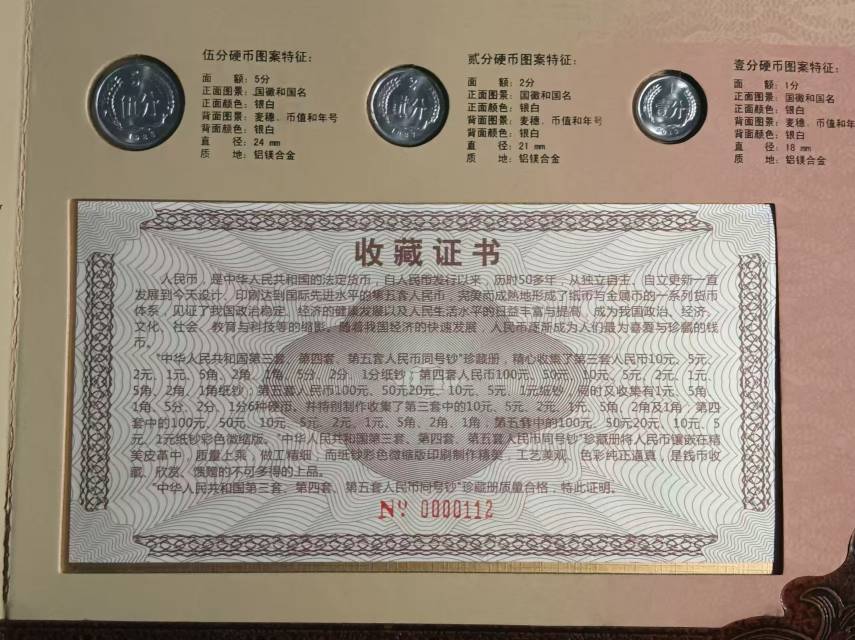 伍分硬币图案特征：
面 额：5分
正面图景：国徽和国名
正面颜色：银白
背面图案：麦穗、币值和年号
背面颜色：银白
直 径：24 mm
质 地：铝镁合金
贰分硬币图案特征：
面 额：2分
正面图景：国徽和国名
正面颜色：银白
背面图案：麦穗、币值和年号
背面颜色：银白
直 径：21 mm
质 地：铝镁合金
壹分硬币图案特征：
面 额：1分
正面图景：国徽和国名
正面颜色：银白
背面图案：麦穗、币值和年
背面颜色：银白
直 径：18 mm
质 地：铝镁合金
伍分
贰分
壹分
收藏证书
人民币，是中华人民共和国的法定货币，自人民币发行以来，历时50多年，从独立自主、自立更新一直
发展到今天设计、印刷达到国际先进水平的第五套人民币，完美而成熟地形成了纸币与金属币的一系列货币
体系，见证了我国政治稳定、经济的健康发展以及人民生活水平的日益丰富与提高，成为我国政治、经济、
文化、社会、教育与科技等的缩影。随着我国经济的快速发展，人民币逐渐成为人们最为喜爱与珍藏的钱
币。
“中华人民共和国第三套、第四套、第五套人民币同号钞”珍藏册，精心收集了第三套人民币10元、5元、
2元、1元、5角、2角、1角、5分、2分、1分纸钞；第四套人民币100元、50元、10元、5元、2元、1元、
5角、2角、1角纸钞；第五套人民币100元、50元20元、10元、5元、1元纸钞，同时又收集有1元、5角、
1角、5分、2分、1分6种硬币。并特别制作收集了第三套中的10元、5元、2元、1元、5角、2角及1角，第四
套中的100元、50元、10元、5元、2元、1元、5角、2角、1角，第五套中的100元、50元20元、10元、5
元、1元纸钞彩色微缩版。“中华人民共和国第三套、第四套、第五套人民币同号钞”珍藏册将人民币镶嵌在精
美皮革中，质量上乘，做工精细，而纸钞彩色微缩版印刷制作精美，工艺美观、色彩纯正逼真，是钱币收
藏、欣赏、馈赠的不可多得的上品。
“中华人民共和国第三套、第四套、第五套人民币同号钞”珍藏册质量合格，特此证明。
Nº 0000112